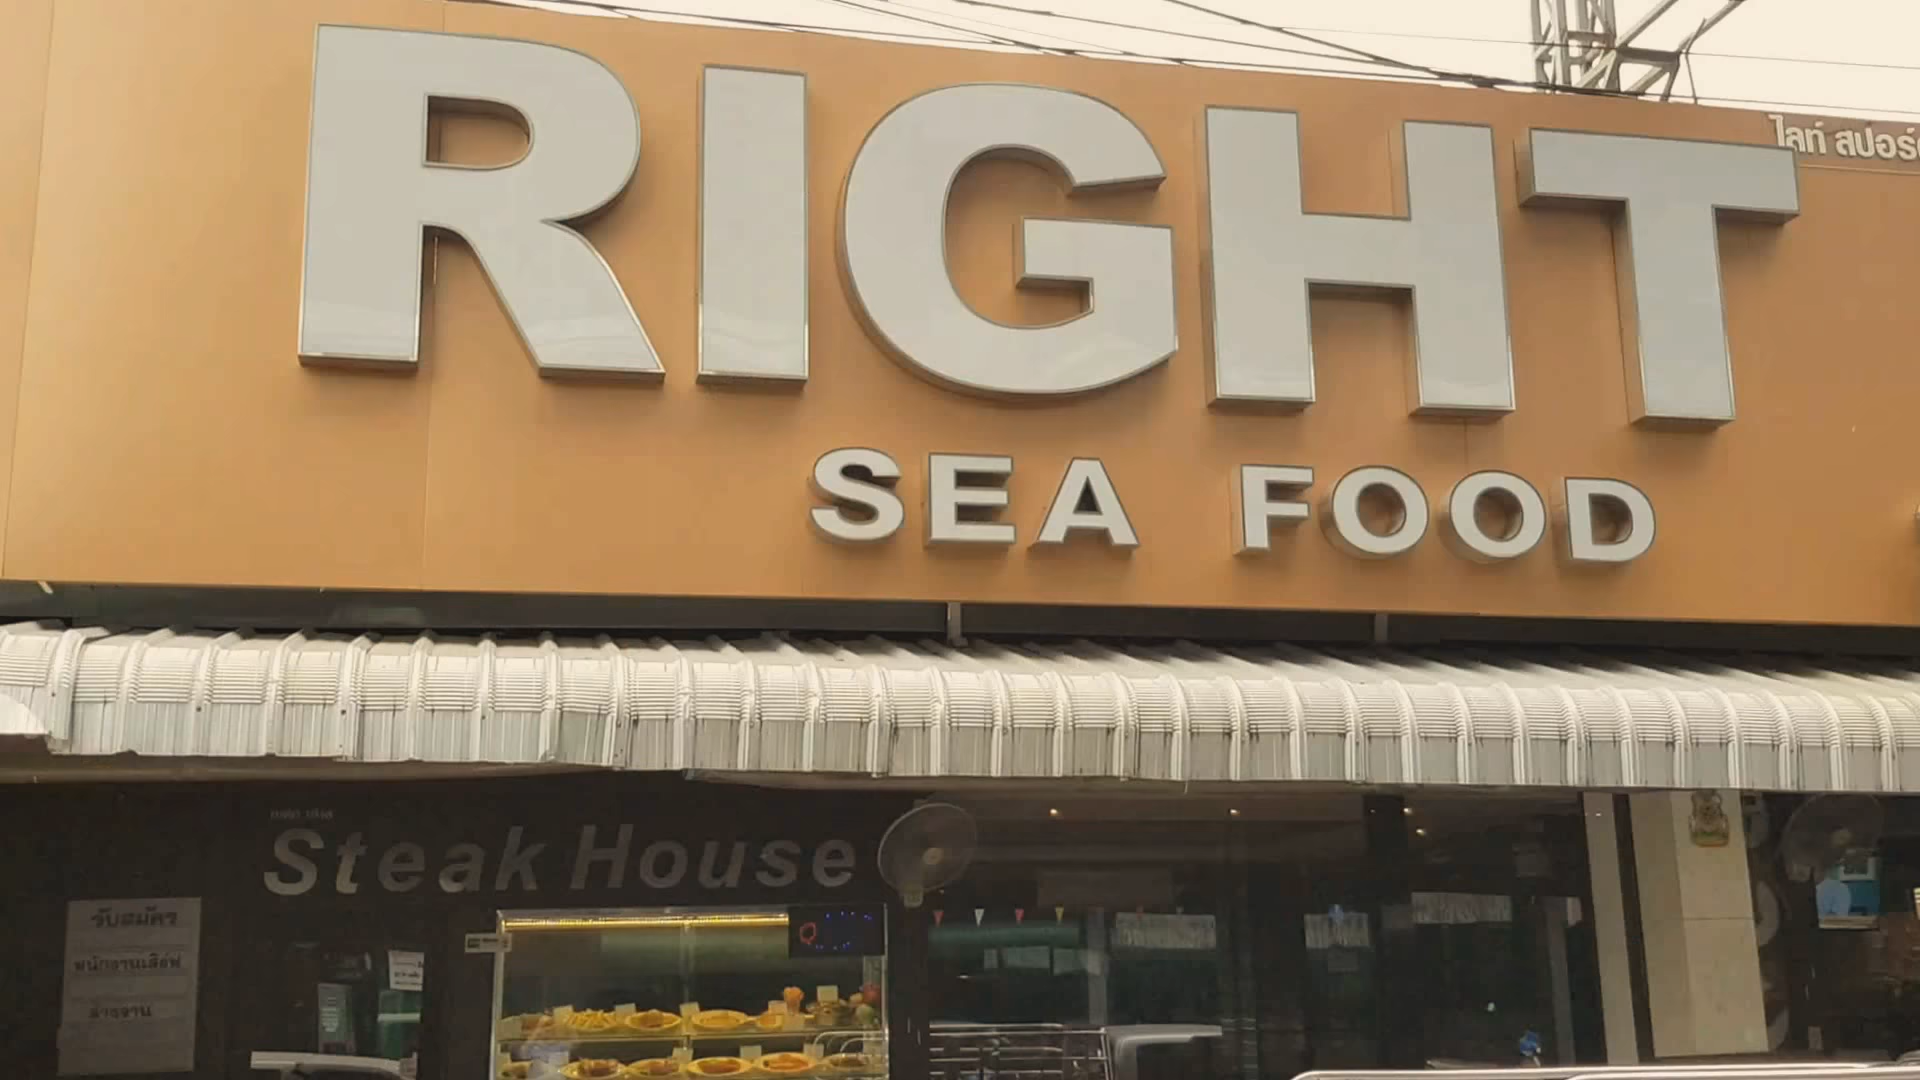 RIGHT
ไลท์ สปอร์
SEA FOOD
Steak House
รับสมัคร
พนักงานเสิร์ฟ
ล้างจาน